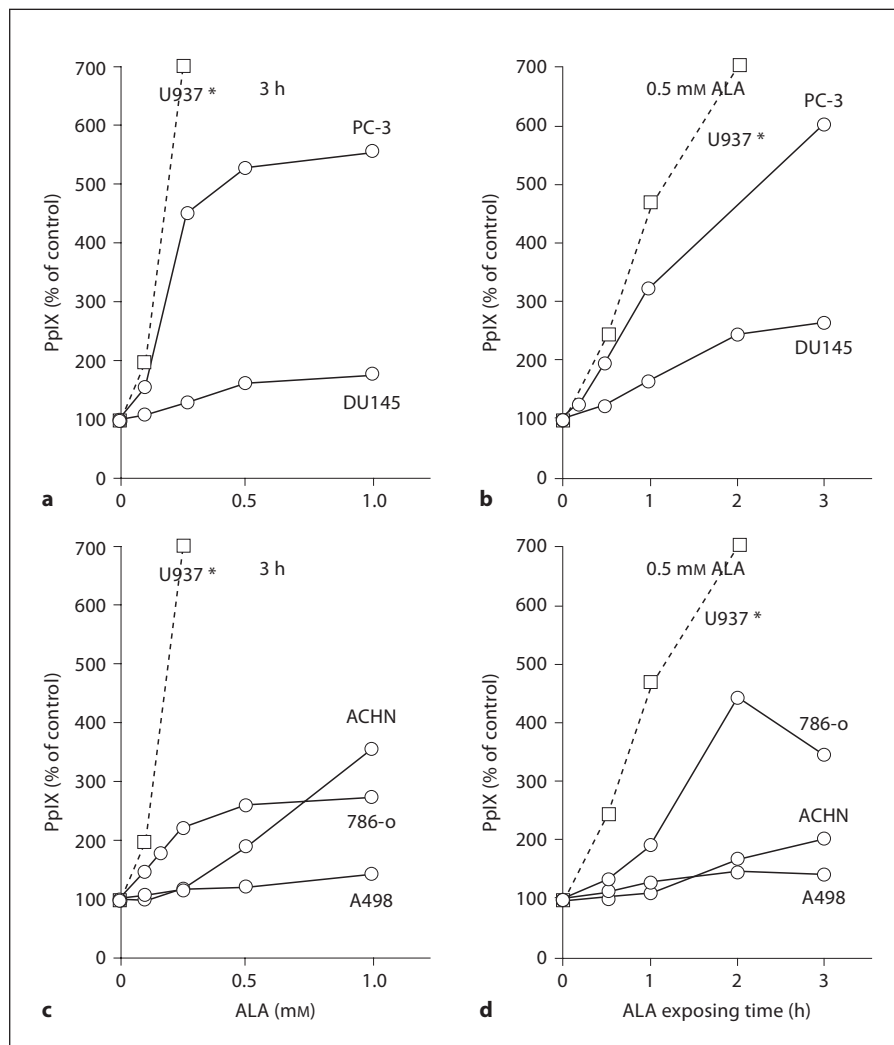 700
600
500
400
300
200
100
0
PpIX (% of control)
U937 *
3 h
PC-3
DU145
0
0.5
1.0
a
700
600
500
400
300
200
100
0
PpIX (% of control)
0.5 mM ALA
PC-3
U937 *
DU145
0
1
2
3
b
700
600
500
400
300
200
100
0
PpIX (% of control)
U937 *
3 h
ACHN
786-o
A498
0
0.5
1.0
c
ALA (mM)
700
600
500
400
300
200
100
0
PpIX (% of control)
0.5 mM ALA
U937 *
786-o
ACHN
A498
0
1
2
3
d
ALA exposing time (h)